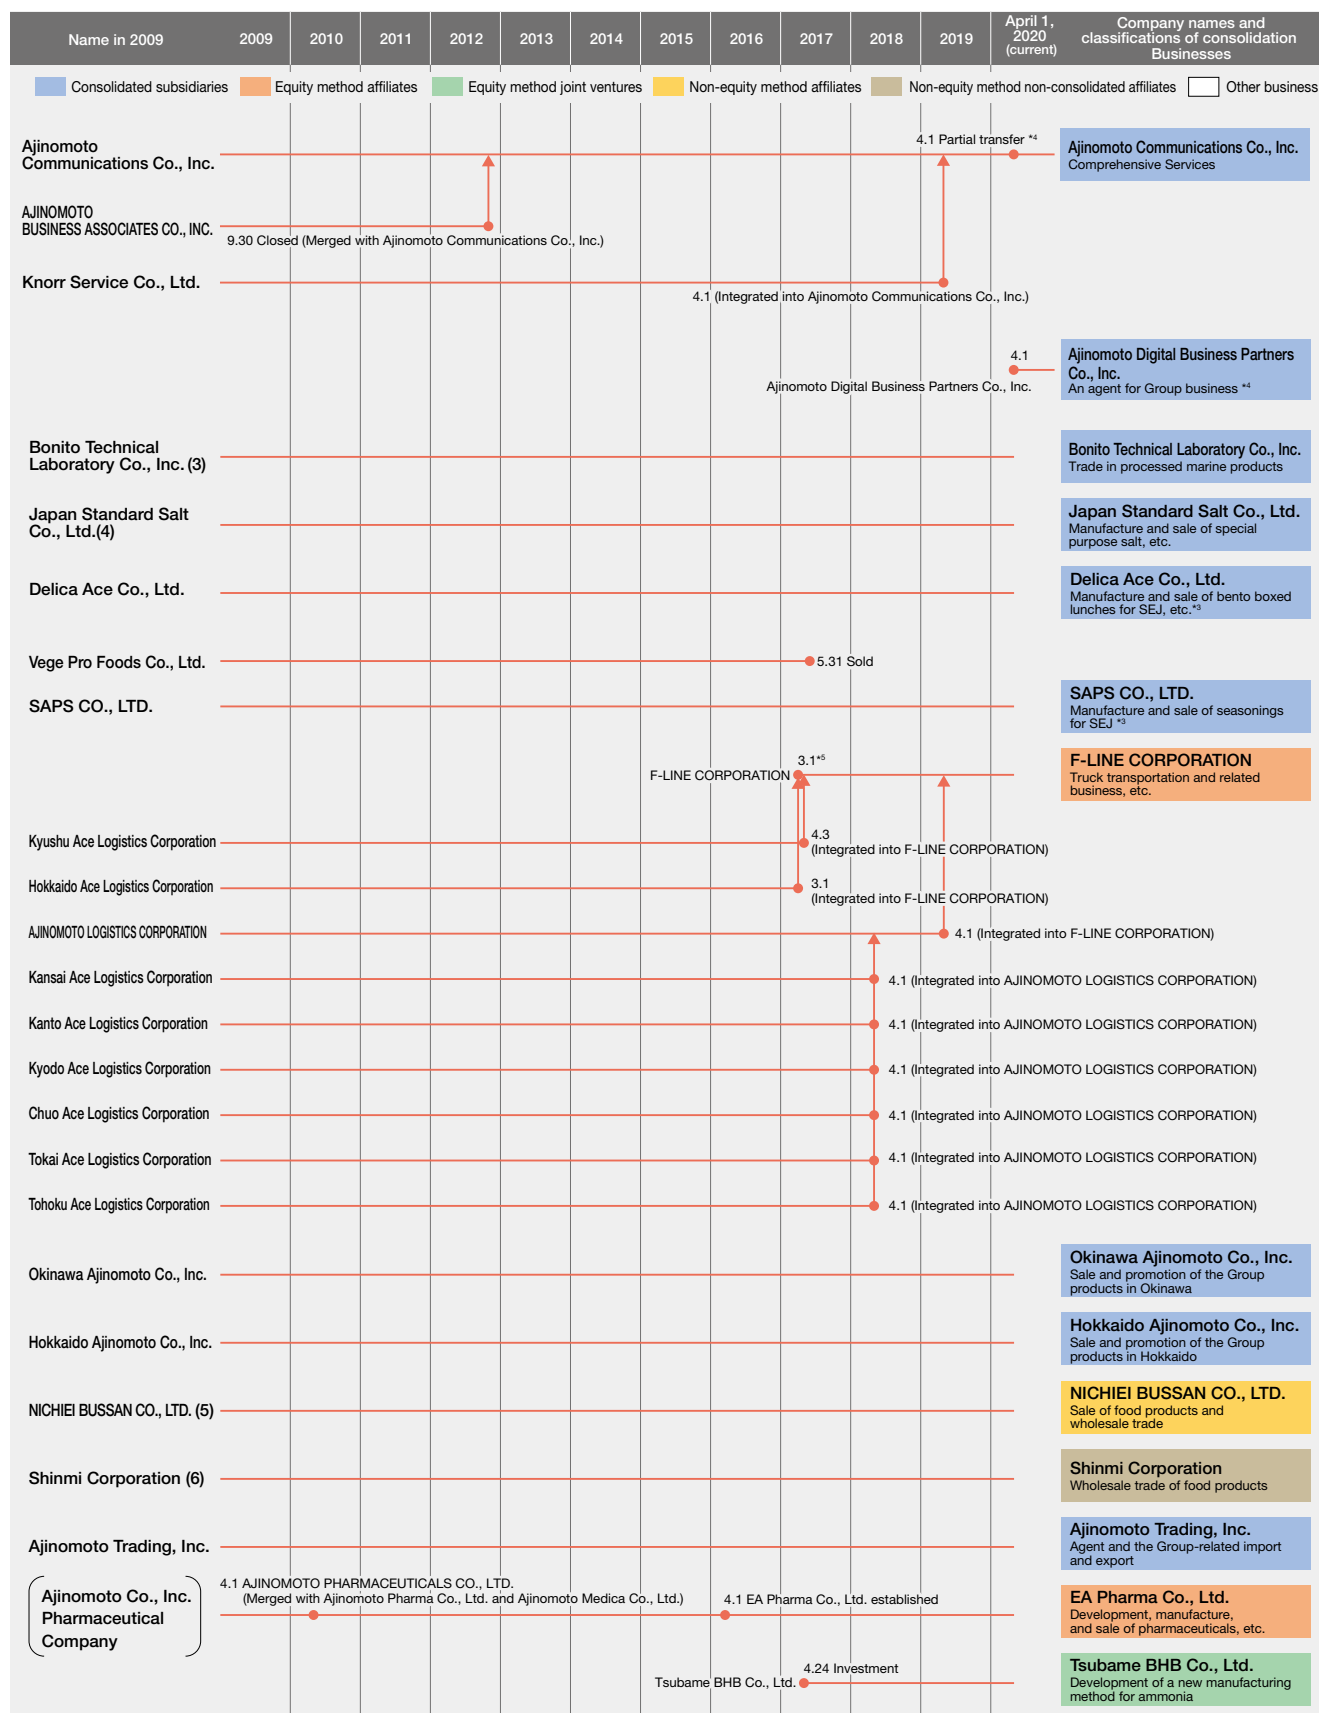 Name in 2009
2009
2010
2011
2012
2013
2014
2015
2016
2017
2018
2019
April 1,
2020
(current)
Company names and
classifications of consolidation
Businesses
Consolidated subsidiaries
Equity method affiliates
Equity method joint ventures
Non-equity method affiliates
Non-equity method non-consolidated affiliates
Other business
Ajinomoto
Communications Co., Inc.
4.1 Partial transfer *4
Ajinomoto Communications Co., Inc.
Comprehensive Services
AJINOMOTO
BUSINESS ASSOCIATES CO., INC.
9.30 Closed (Merged with Ajinomoto Communications Co., Inc.)
Knorr Service Co., Ltd.
4.1 (Integrated into Ajinomoto Communications Co., Inc.)
4.1
Ajinomoto Digital Business Partners Co., Inc.
Ajinomoto Digital Business Partners
Co., Inc.
An agent for Group business *4
Bonito Technical
Laboratory Co., Inc. (3)
Bonito Technical Laboratory Co., Inc.
Trade in processed marine products
Japan Standard Salt
Co., Ltd.(4)
Japan Standard Salt Co., Ltd.
Manufacture and sale of special
purpose salt, etc.
Delica Ace Co., Ltd.
Delica Ace Co., Ltd.
Manufacture and sale of bento boxed
lunches for SEJ, etc.*3
Vege Pro Foods Co., Ltd.
5.31 Sold
SAPS CO., LTD.
SAPS CO., LTD.
Manufacture and sale of seasonings
for SEJ *3
3.1*5
F-LINE CORPORATION
F-LINE CORPORATION
Truck transportation and related
business, etc.
Kyushu Ace Logistics Corporation
4.3
(Integrated into F-LINE CORPORATION)
Hokkaido Ace Logistics Corporation
3.1
(Integrated into F-LINE CORPORATION)
AJINOMOTO LOGISTICS CORPORATION
4.1 (Integrated into F-LINE CORPORATION)
Kansai Ace Logistics Corporation
4.1 (Integrated into AJINOMOTO LOGISTICS CORPORATION)
Kanto Ace Logistics Corporation
4.1 (Integrated into AJINOMOTO LOGISTICS CORPORATION)
Kyodo Ace Logistics Corporation
4.1 (Integrated into AJINOMOTO LOGISTICS CORPORATION)
Chuo Ace Logistics Corporation
4.1 (Integrated into AJINOMOTO LOGISTICS CORPORATION)
Tokai Ace Logistics Corporation
4.1 (Integrated into AJINOMOTO LOGISTICS CORPORATION)
Tohoku Ace Logistics Corporation
4.1 (Integrated into AJINOMOTO LOGISTICS CORPORATION)
Okinawa Ajinomoto Co., Inc.
Okinawa Ajinomoto Co., Inc.
Sale and promotion of the Group
products in Okinawa
Hokkaido Ajinomoto Co., Inc.
Hokkaido Ajinomoto Co., Inc.
Sale and promotion of the Group
products in Hokkaido
NICHIEI BUSSAN CO., LTD. (5)
NICHIEI BUSSAN CO., LTD.
Sale of food products and
wholesale trade
Shinmi Corporation (6)
Shinmi Corporation
Wholesale trade of food products
Ajinomoto Trading, Inc.
Ajinomoto Trading, Inc.
Agent and the Group-related import
and export
Ajinomoto Co., Inc.
Pharmaceutical
Company
4.1 AJINOMOTO PHARMACEUTICALS CO., LTD.
(Merged with Ajinomoto Pharma Co., Ltd. and Ajinomoto Medica Co., Ltd.)
4.1 EA Pharma Co., Ltd. established
EA Pharma Co., Ltd.
Development, manufacture,
and sale of pharmaceuticals, etc.
4.24 Investment
Tsubame BHB Co., Ltd.
Tsubame BHB Co., Ltd.
Development of a new manufacturing
method for ammonia